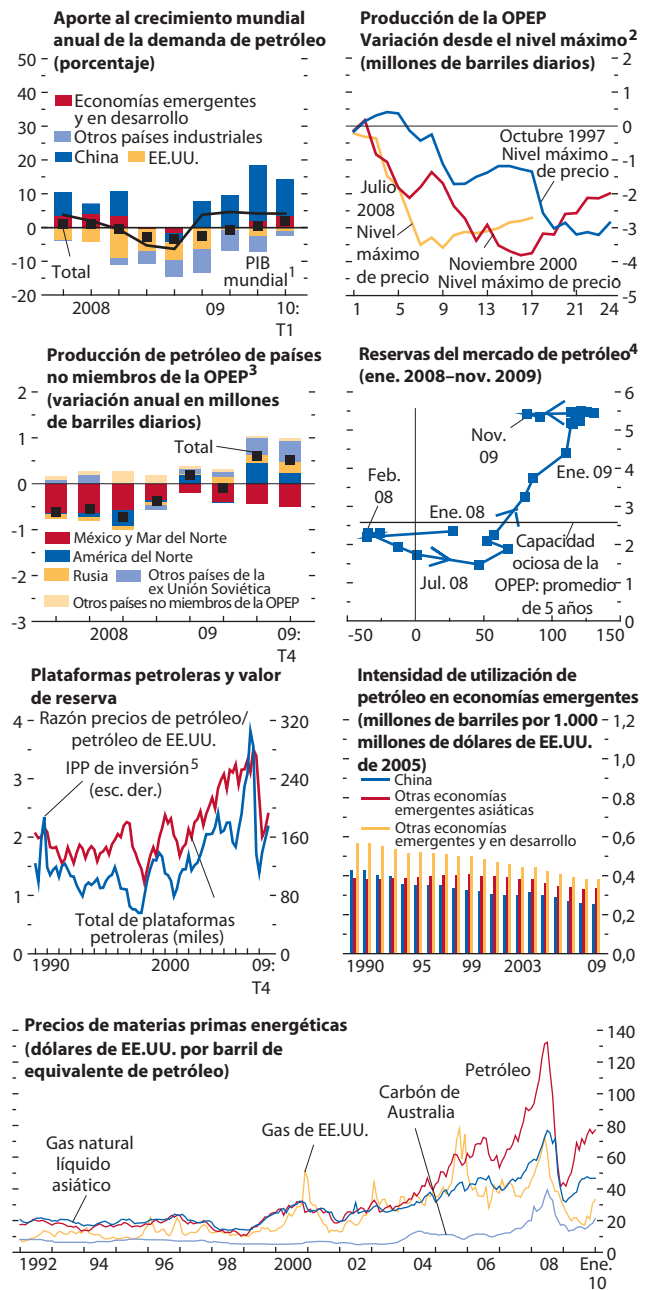 Aporte al crecimiento mundial
anual de la demanda de petróleo
(porcentaje)
50
40
30
20
10
0
-10
-20
Economías emergentes
y en desarrollo
Otros países industriales
China
EE.UU.
Total
PIB
mundial1
2008
09
10:
T1
Producción de la OPEP
Variación desde el nivel máximo2
(millones de barriles diarios)
2
1
0
-1
-2
-3
-4
-5
Octubre 1997
Nivel máximo
de precio
Julio
2008
Nivel
máximo
de precio
Noviembre 2000
Nivel máximo de precio
1
5
9
13
17
21
24
Producción de petróleo de países
no miembros de la OPEP3
(variación anual en millones
de barriles diarios)
2
1
0
-1
-2
-3
Total
México y Mar del Norte
América del Norte
Rusia
Otros países de la
ex Unión Soviética
Otros países no miembros de la OPEP
2008
09
09:
T4
Reservas del mercado de petróleo4
(ene. 2008–nov. 2009)
6
5
4
3
2
1
0
Nov.
09
Ene. 09
Feb.
08
Ene. 08
Jul. 08
Capacidad
ociosa de la
OPEP: promedio
de 5 años
-50
0
50
100
150
Plataformas petroleras y valor
de reserva
4
3
2
1
0
320
240
160
80
0
Razón precios de petróleo/
petróleo de EE.UU.
IPP de inversión5
(esc. der.)
Total de plataformas
petroleras (miles)
1990
2000
09:
T4
Intensidad de utilización de
petróleo en economías emergentes
(millones de barriles por 1.000
millones de dólares de EE.UU.
de 2005)
1,2
1.0
0.8
0.6
0,4
0,2
0,0
China
Otras economías
emergentes asiáticas
Otras economías
emergentes y en desarrollo
1990
95
99
2003
09
Precios de materias primas energéticas
(dólares de EE.UU. por barril de
equivalente de petróleo)
140
120
100
80
60
40
20
0
Petróleo
Carbón de
Australia
Gas de EE.UU.
Gas natural
líquido
asiático
1992
94
96
98
2000
02
04
06
08
Ene.
10